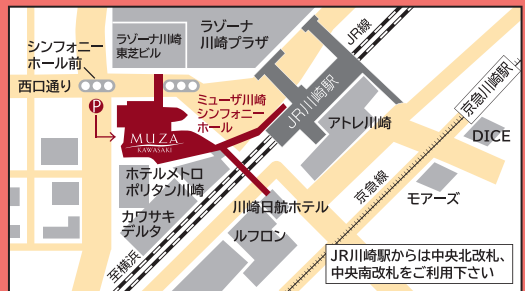 ラゾーナ川崎
東芝ビル
ラゾーナ
川崎プラザ
JR線
シンフォニー
ホール前
西口通り
P
ミューザ川崎
シンフォニー
ホール
JR川崎駅
アトレ川崎
京急川崎駅
DICE
MUZA
KAWASAKI
ホテルメトロ
ポリタン川崎
カワサキ
デルタ
川崎日航ホテル
ルフロン
京急線
モアーズ
至横浜
JR川崎駅からは中央北改札、
中央南改札をご利用下さい